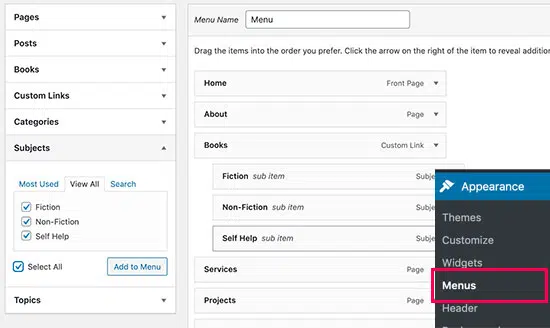 Pages
Posts
Books
Custom Links
Categories
Subjects
Most Used View All Search
Fiction
Non-Fiction
Self Help
Select All Add to Menu
Topics
Menu Name Menu
Drag the items into the order you prefer. Click the arrow on the right of the item to reveal addition
Home Front Page
About Page
Books Custom Link
Fiction sub item Subje
Non-Fiction sub item Subje
Self Help sub item Subje
Services Page
Projects Page
Appearance
Themes
Customize
Widgets
Menus
Header